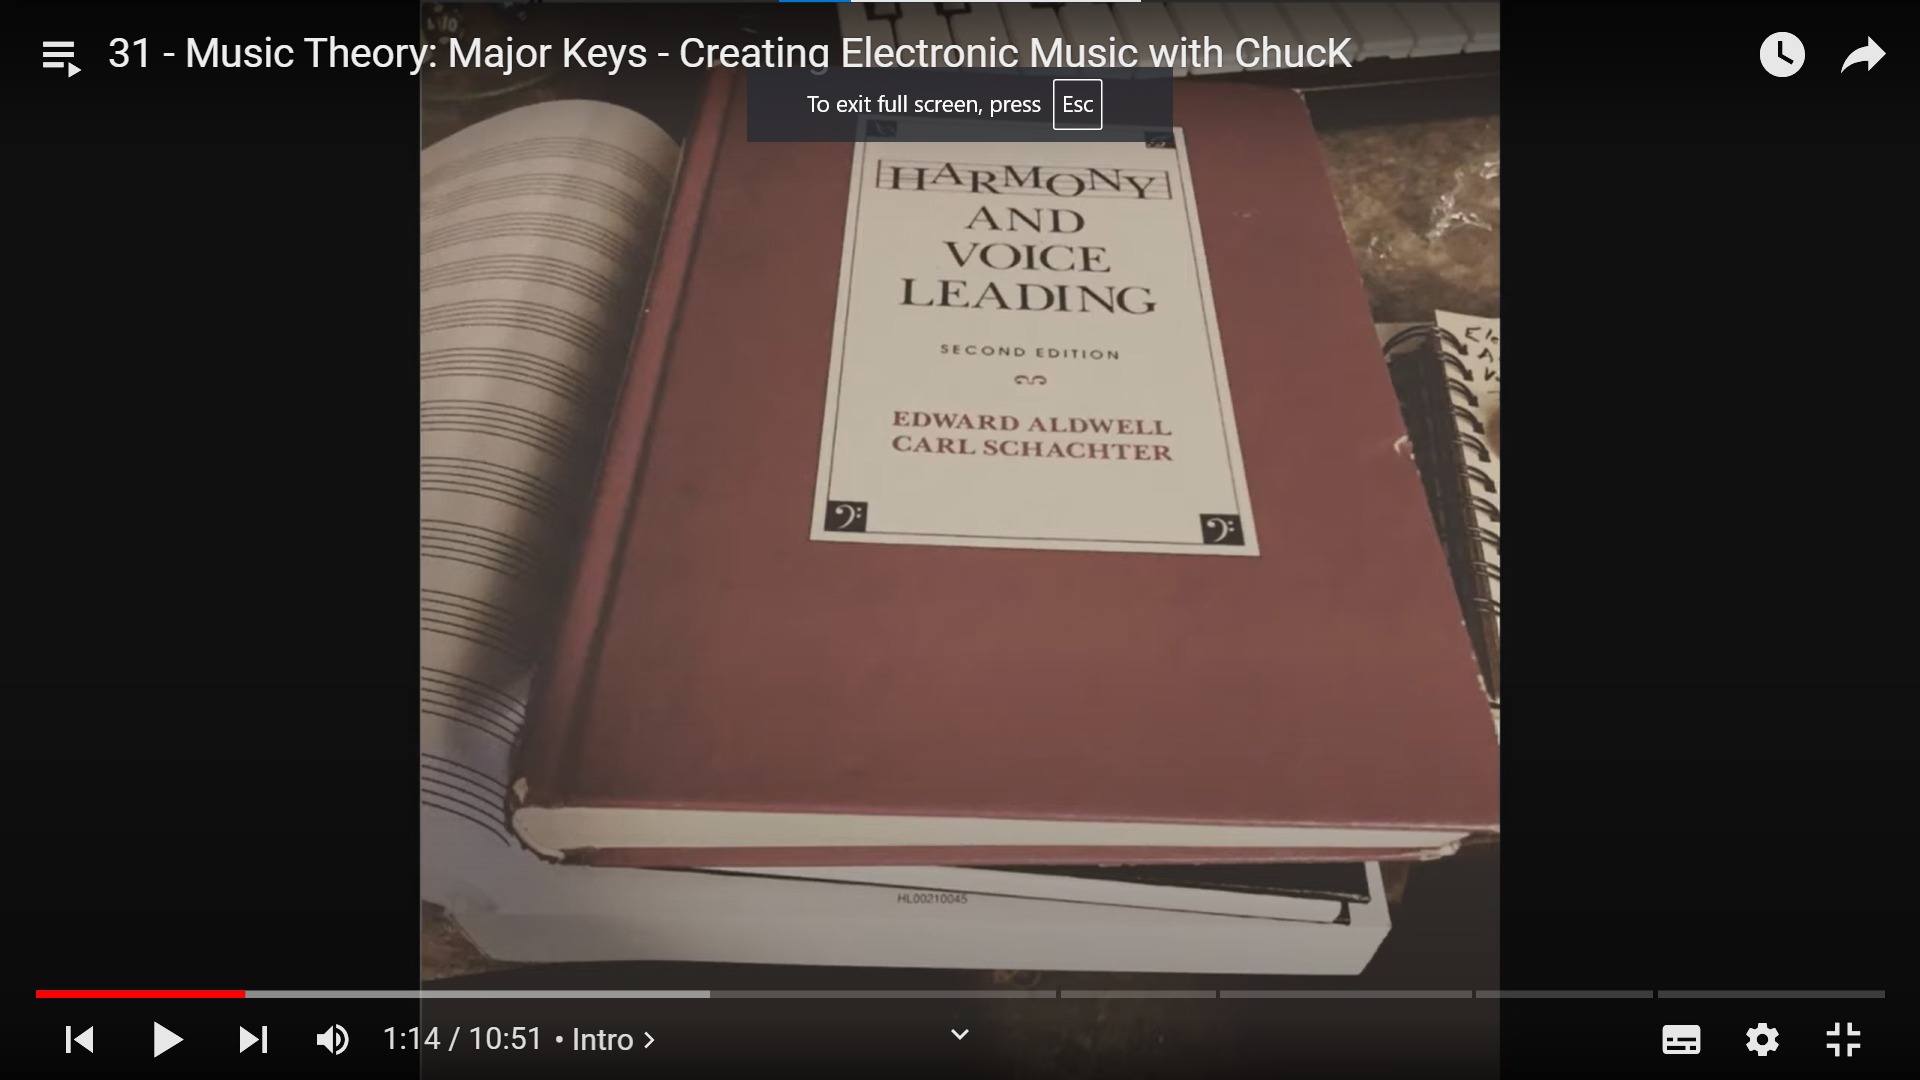 31 - Music Theory: Major Keys - Creating Electronic Music with ChucK
To exit full screen, press Esc
HARMONY
AND
VOICE
LEADING
SECOND EDITION
EDWARD ALDWELL
CARL SCHACHTER
HL00210045
1:14 / 10:51 • Intro